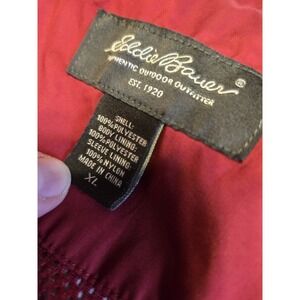 Eddie Bauer
®
AUTHENTIC OUTDOOR OUTFITTER
EST. 1920
SHELL:
100%POLYESTER
BODY LINING:
100%POLYESTER
SLEEVE LINING:
100% NYLON
MADE IN CHINA
XL